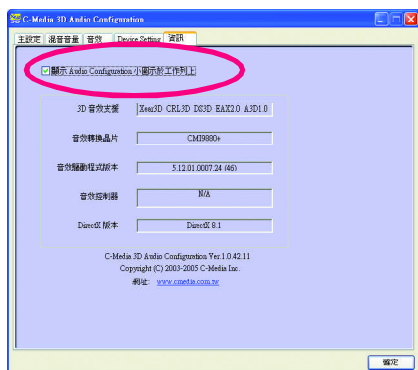 C-Media 3D Audio Configuration
主設定 混音音量 音效 Device Setting 資訊
顯示 Audio Configuration 小圖示於工作列上
3D 音效支援 Xear3D CRL3D DS3D EAX2.0 A3D1.0
音效轉換晶片 CMI9880+
音效驅動程式版本 5.12.01.0007.24 (46)
音效控制器 N/A
DirectX 版本 DirectX 8.1
C-Media 3D Audio Configuration Ver.1.0.42.11
Copyright (C) 2003-2005 C-Media Inc.
網址: www.cmedia.com.tw
確定